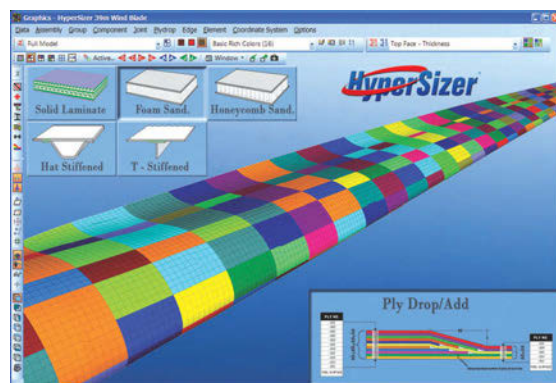 Graphics - HyperSizer 39m Wind Blade
Data Assembly Group Component Joint Plydrop Edge Element Coordinate System Options
Full Model
Basic Rich Colors (16)
Top Face - Thickness
Active..
Window
HyperSizer
Solid Laminate
Foam Sand.
Honeycomb Sand.
Hat Stiffened
T - Stiffened
Ply Drop/Add